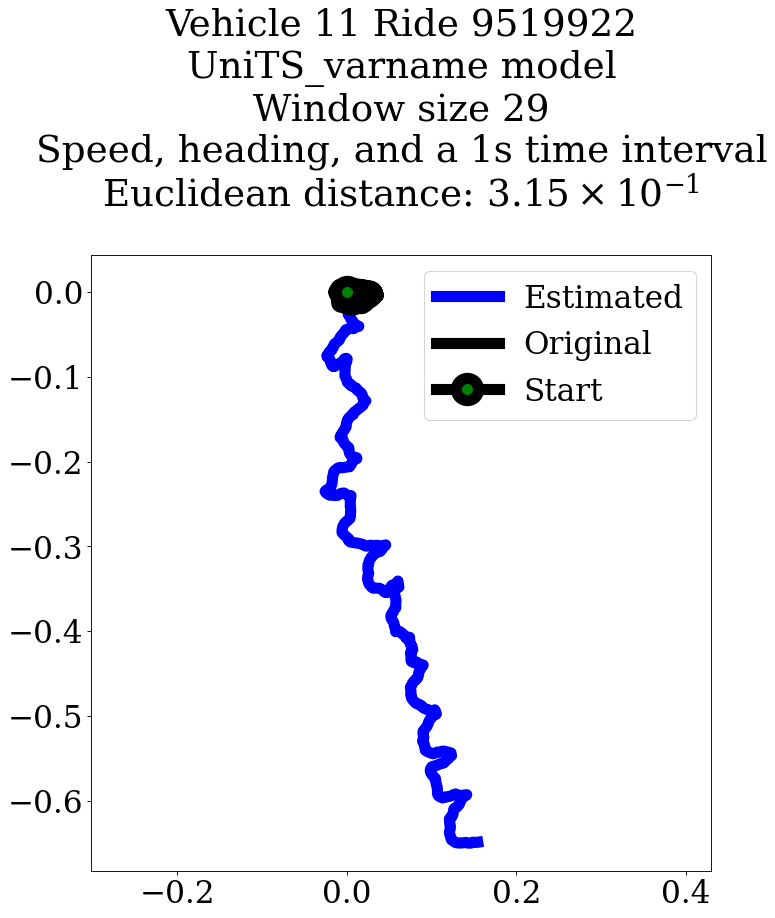 Vehicle 11 Ride 9519922
UniTS_varname model
Window size 29
Speed, heading, and a 1s time interval
Euclidean distance: 3.15 × 10⁻¹
Estimated
Original
Start
0.0
−0.1
−0.2
−0.3
−0.4
−0.5
−0.6
−0.2 0.0 0.2 0.4